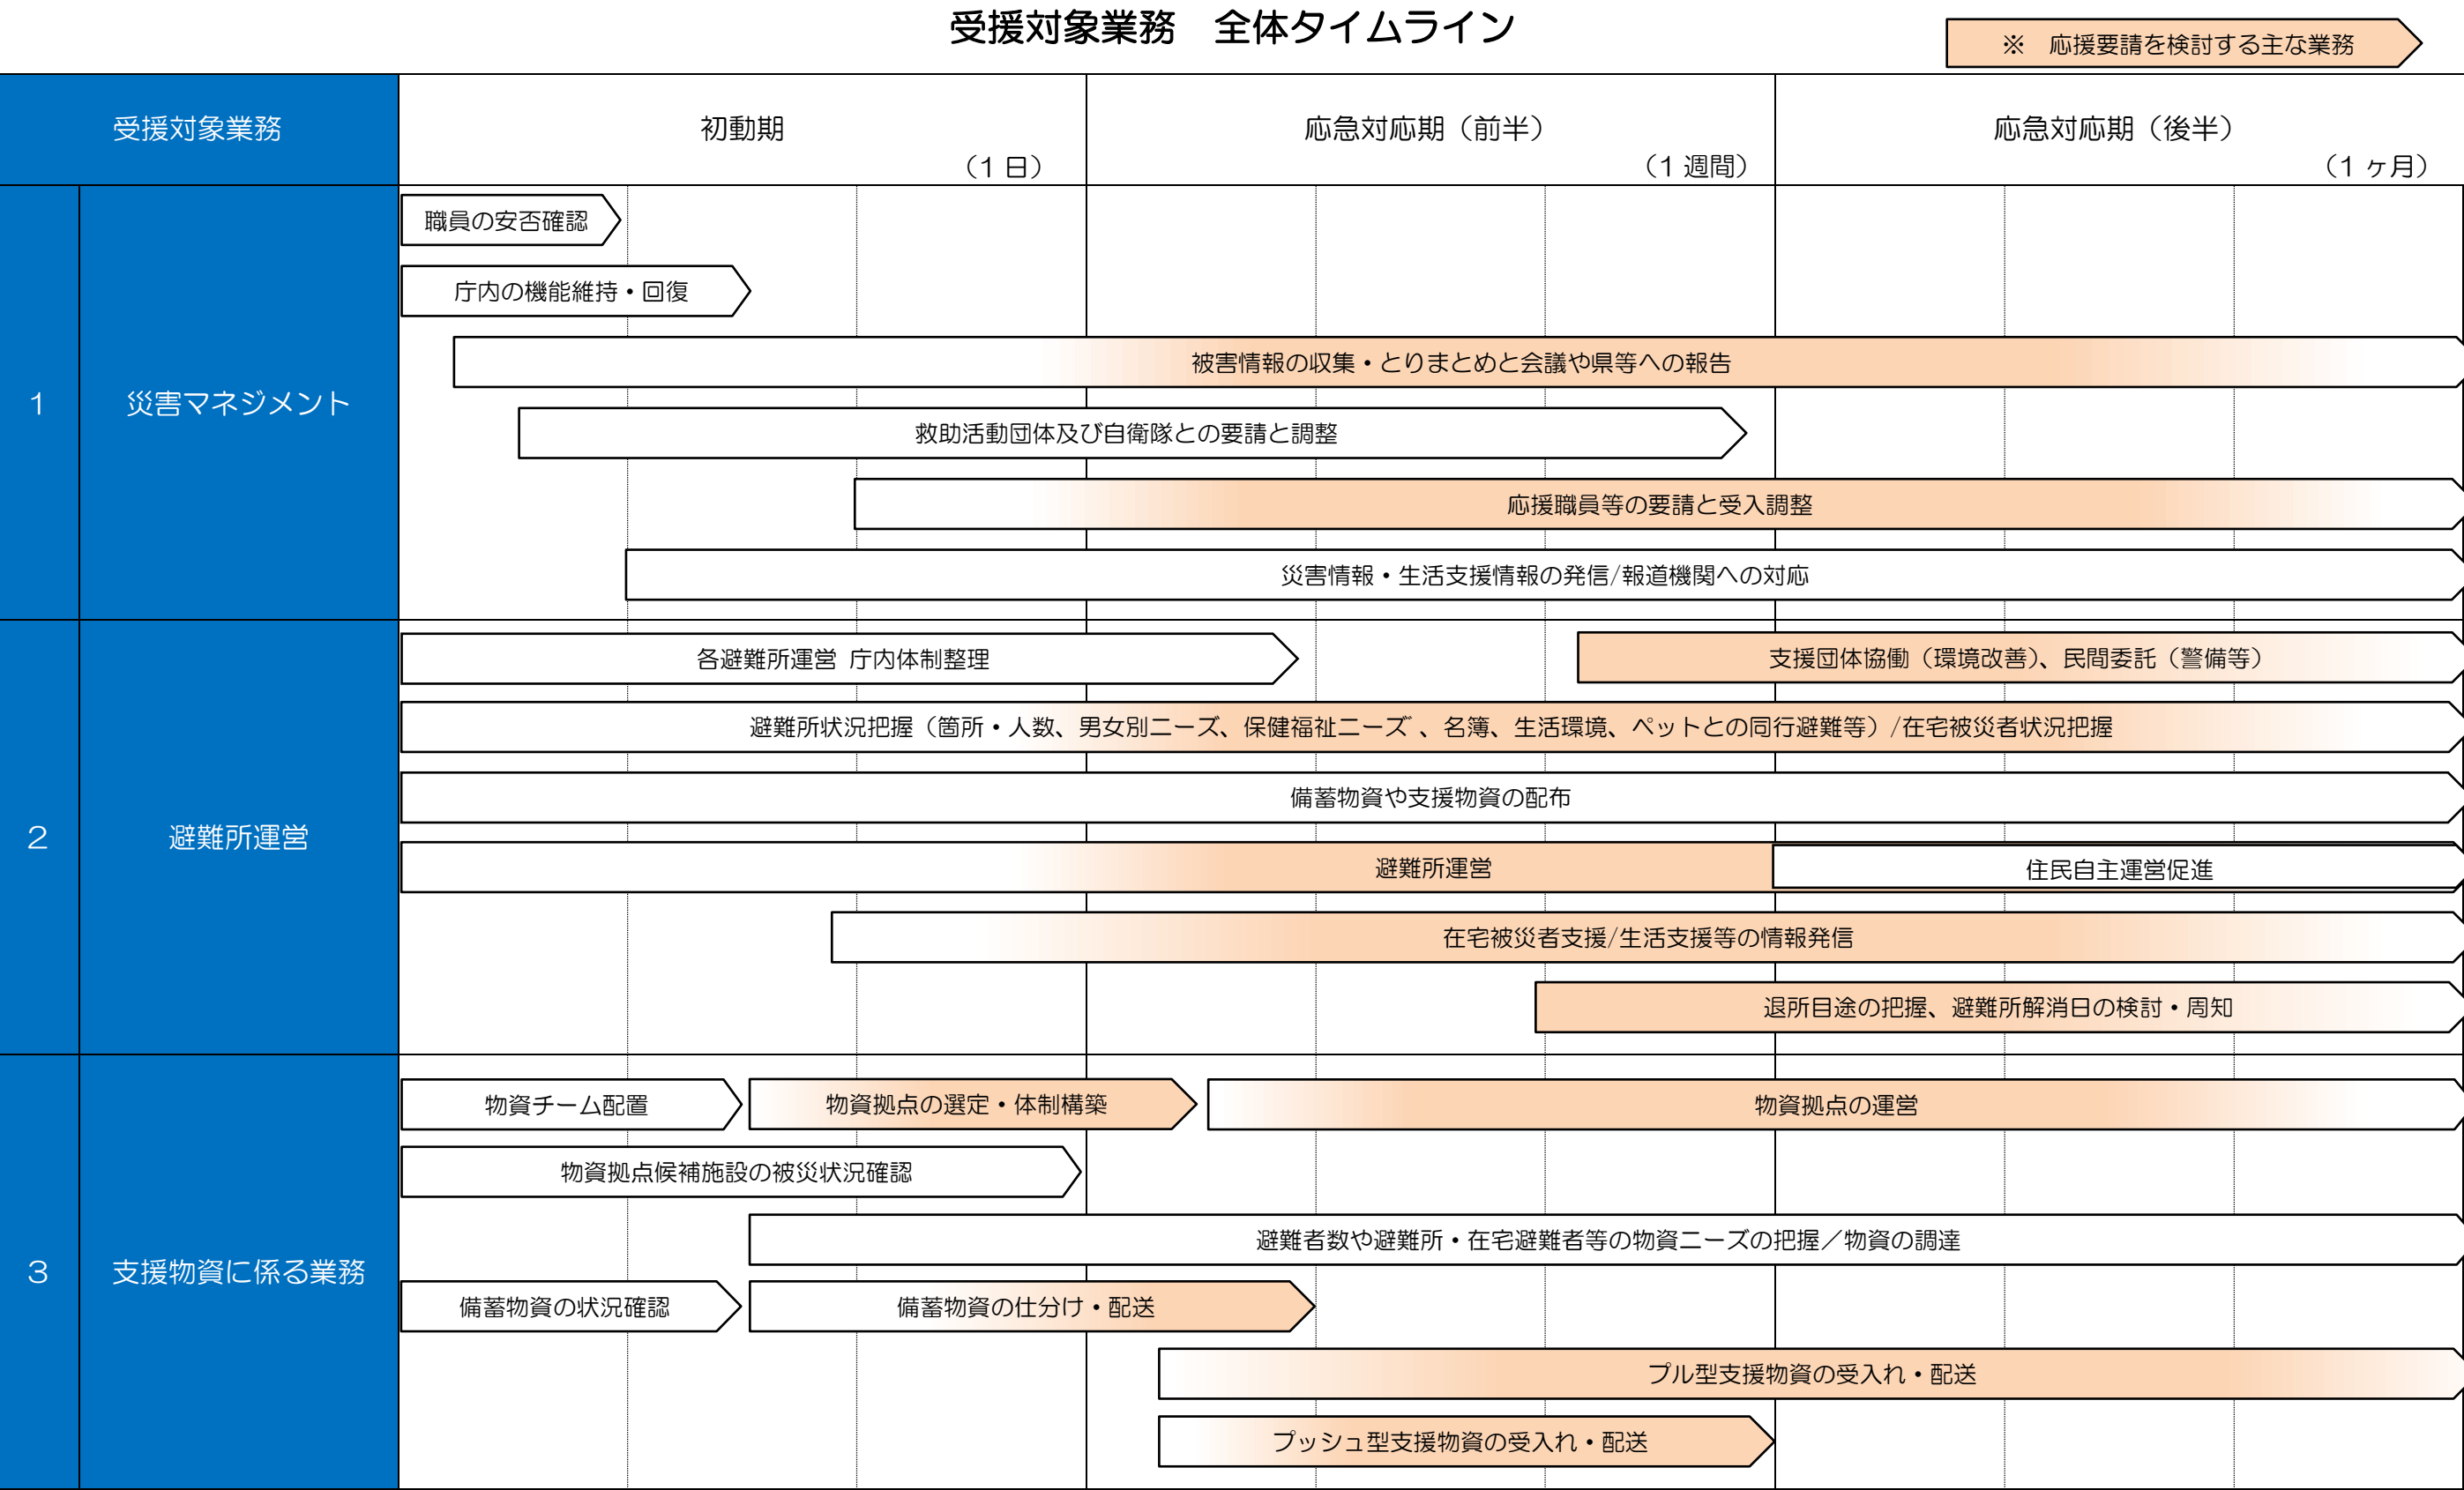 受援対象業務　全体タイムライン
※　応援要請を検討する主な業務
受援対象業務
初動期
（1 日）
応急対応期（前半）
（1 週間）
応急対応期（後半）
（1 ヶ月）
1
災害マネジメント
職員の安否確認
庁内の機能維持・回復
被害情報の収集・とりまとめと会議や県等への報告
救助活動団体及び自衛隊との要請と調整
応援職員等の要請と受入調整
災害情報・生活支援情報の発信/報道機関への対応
2
避難所運営
各避難所運営 庁内体制整理
支援団体協働（環境改善）、民間委託（警備等）
避難所状況把握（箇所・人数、男女別ニーズ、保健福祉ニーズ、名簿、生活環境、ペットとの同行避難等）/在宅被災者状況把握
備蓄物資や支援物資の配布
避難所運営
住民自主運営促進
在宅被災者支援/生活支援等の情報発信
退所目途の把握、避難所解消日の検討・周知
3
支援物資に係る業務
物資チーム配置
物資拠点の選定・体制構築
物資拠点の運営
物資拠点候補施設の被災状況確認
避難者数や避難所・在宅避難者等の物資ニーズの把握／物資の調達
備蓄物資の状況確認
備蓄物資の仕分け・配送
プル型支援物資の受入れ・配送
プッシュ型支援物資の受入れ・配送